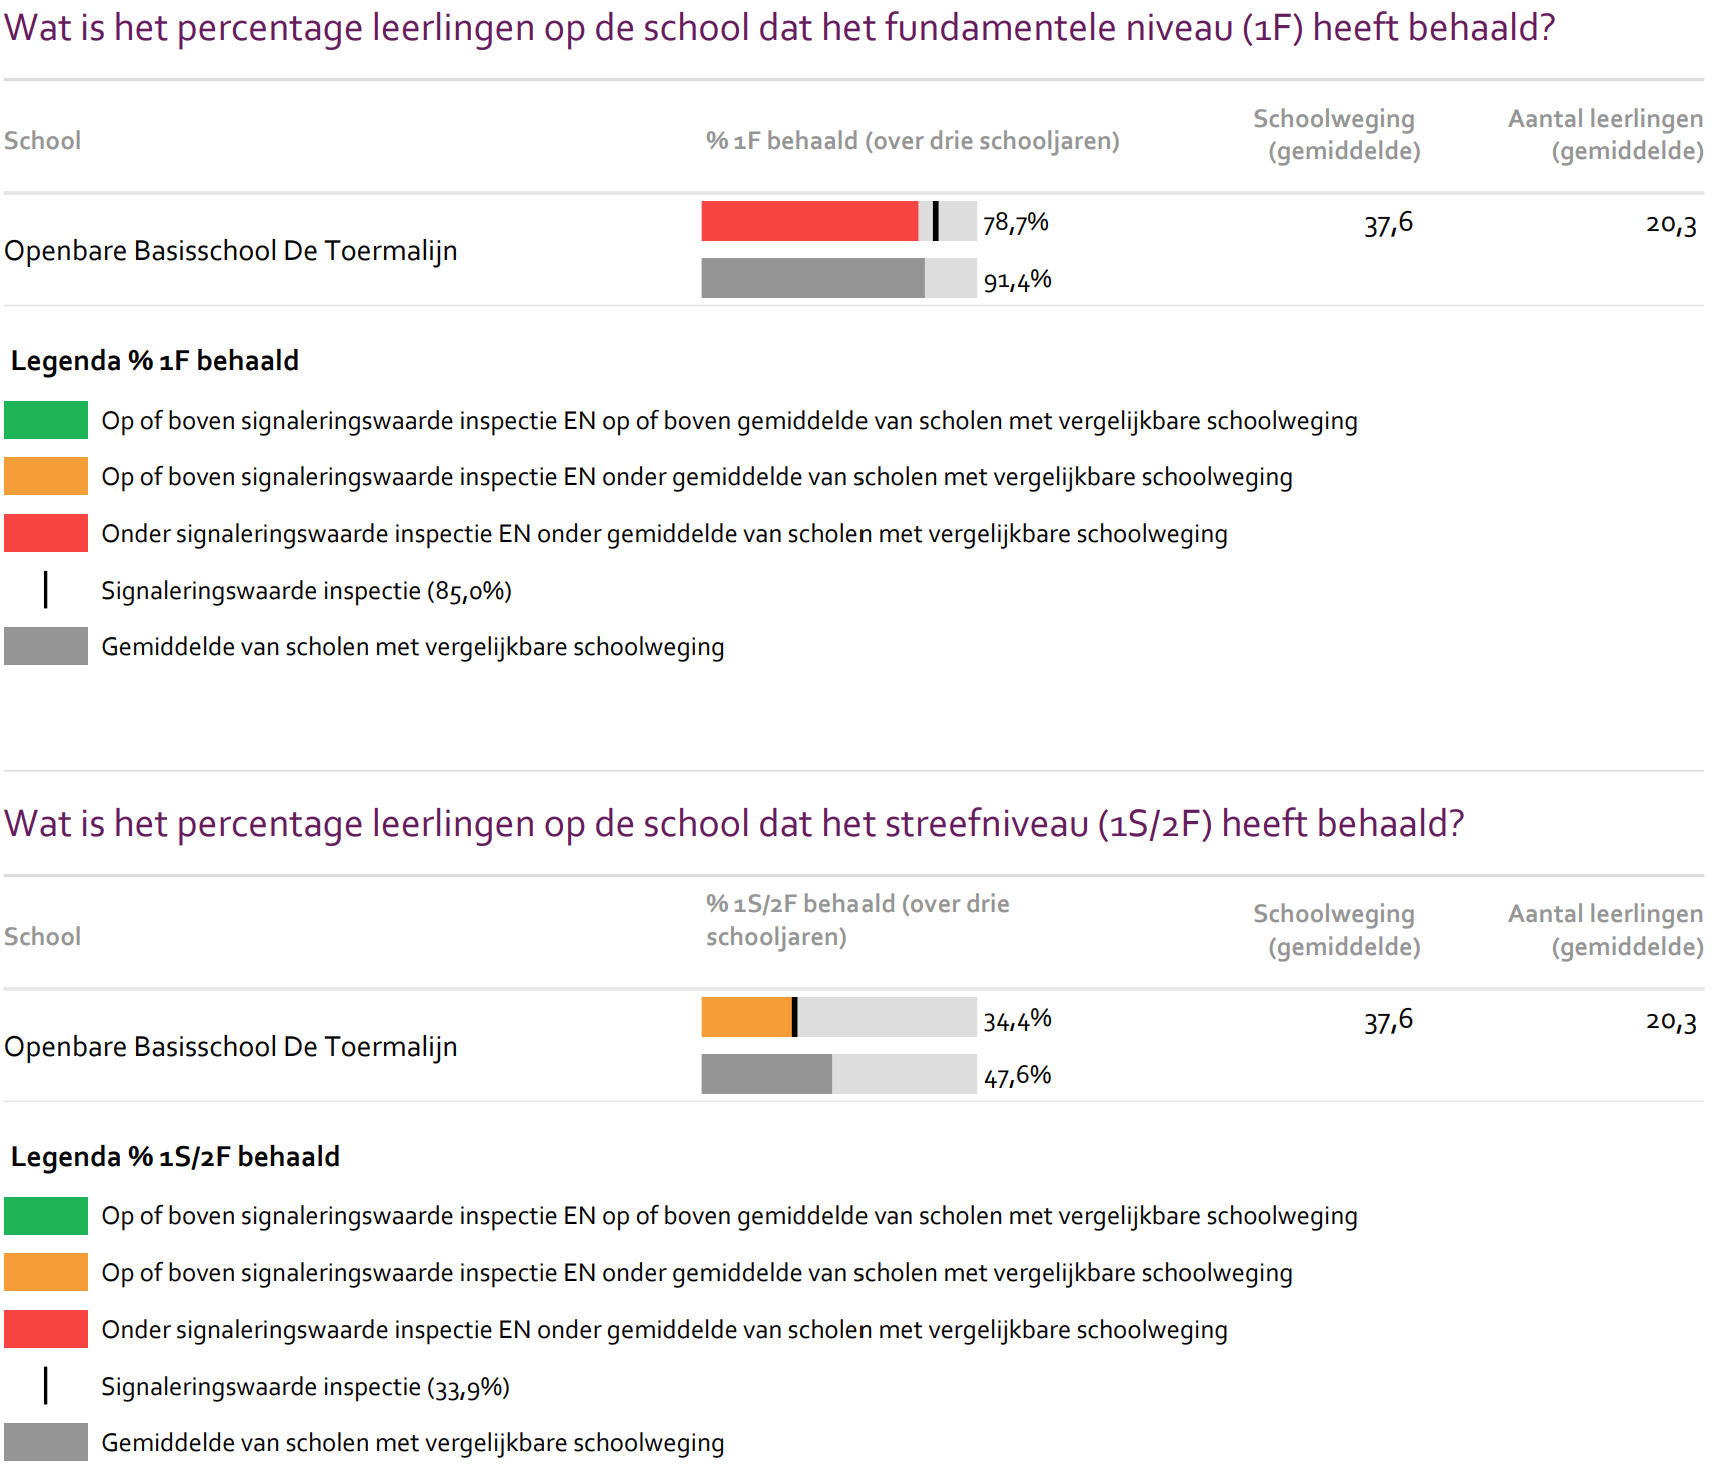 Wat is het percentage leerlingen op de school dat het fundamentele niveau (1F) heeft behaald?
School
% 1F behaald (over drie schooljaren)
Schoolweging
(gemiddelde)
Aantal leerlingen
(gemiddelde)
Openbare Basisschool De Toermalijn
78,7%
91,4%
37,6
20,3
Legenda % 1F behaald
Op of boven signaleringswaarde inspectie EN op of boven gemiddelde van scholen met vergelijkbare schoolweging
Op of boven signaleringswaarde inspectie EN onder gemiddelde van scholen met vergelijkbare schoolweging
Onder signaleringswaarde inspectie EN onder gemiddelde van scholen met vergelijkbare schoolweging
Signaleringswaarde inspectie (85,0%)
Gemiddelde van scholen met vergelijkbare schoolweging
Wat is het percentage leerlingen op de school dat het streefniveau (1S/2F) heeft behaald?
School
% 1S/2F behaald (over drie
schooljaren)
Schoolweging
(gemiddelde)
Aantal leerlingen
(gemiddelde)
Openbare Basisschool De Toermalijn
34,4%
47,6%
37,6
20,3
Legenda % 1S/2F behaald
Op of boven signaleringswaarde inspectie EN op of boven gemiddelde van scholen met vergelijkbare schoolweging
Op of boven signaleringswaarde inspectie EN onder gemiddelde van scholen met vergelijkbare schoolweging
Onder signaleringswaarde inspectie EN onder gemiddelde van scholen met vergelijkbare schoolweging
Signaleringswaarde inspectie (33,9%)
Gemiddelde van scholen met vergelijkbare schoolweging